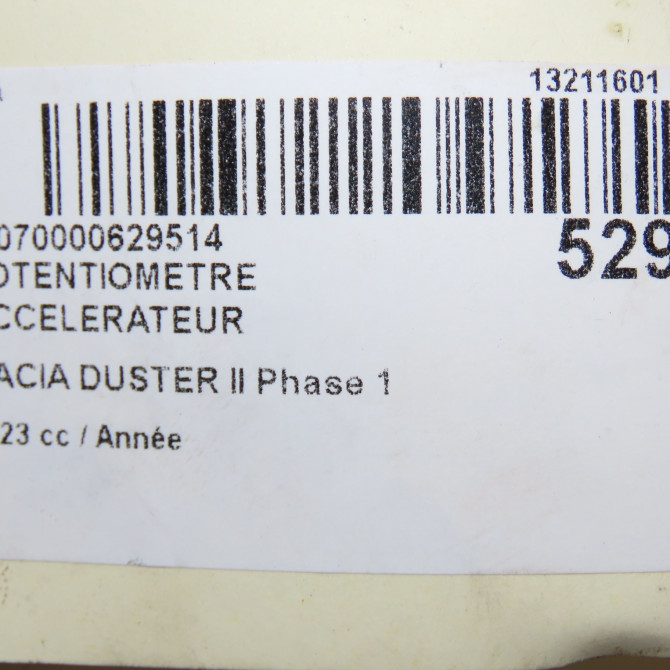 13211601
070000629514
529
OTENTIOMETRE
CCELERATEUR
ACIA DUSTER II Phase 1
23 cc / Année